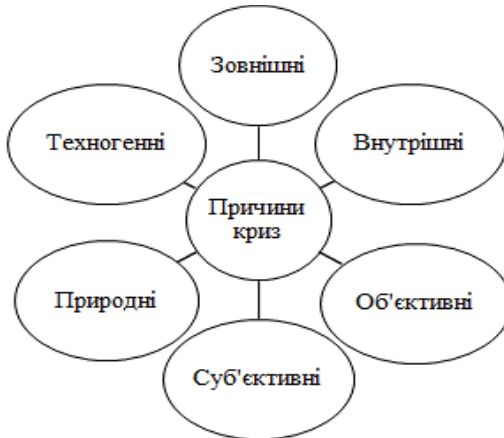 Зовнішні
Техногенні
Внутрішні
Причини
криз
Природні
Об'єктивні
Суб'єктивні